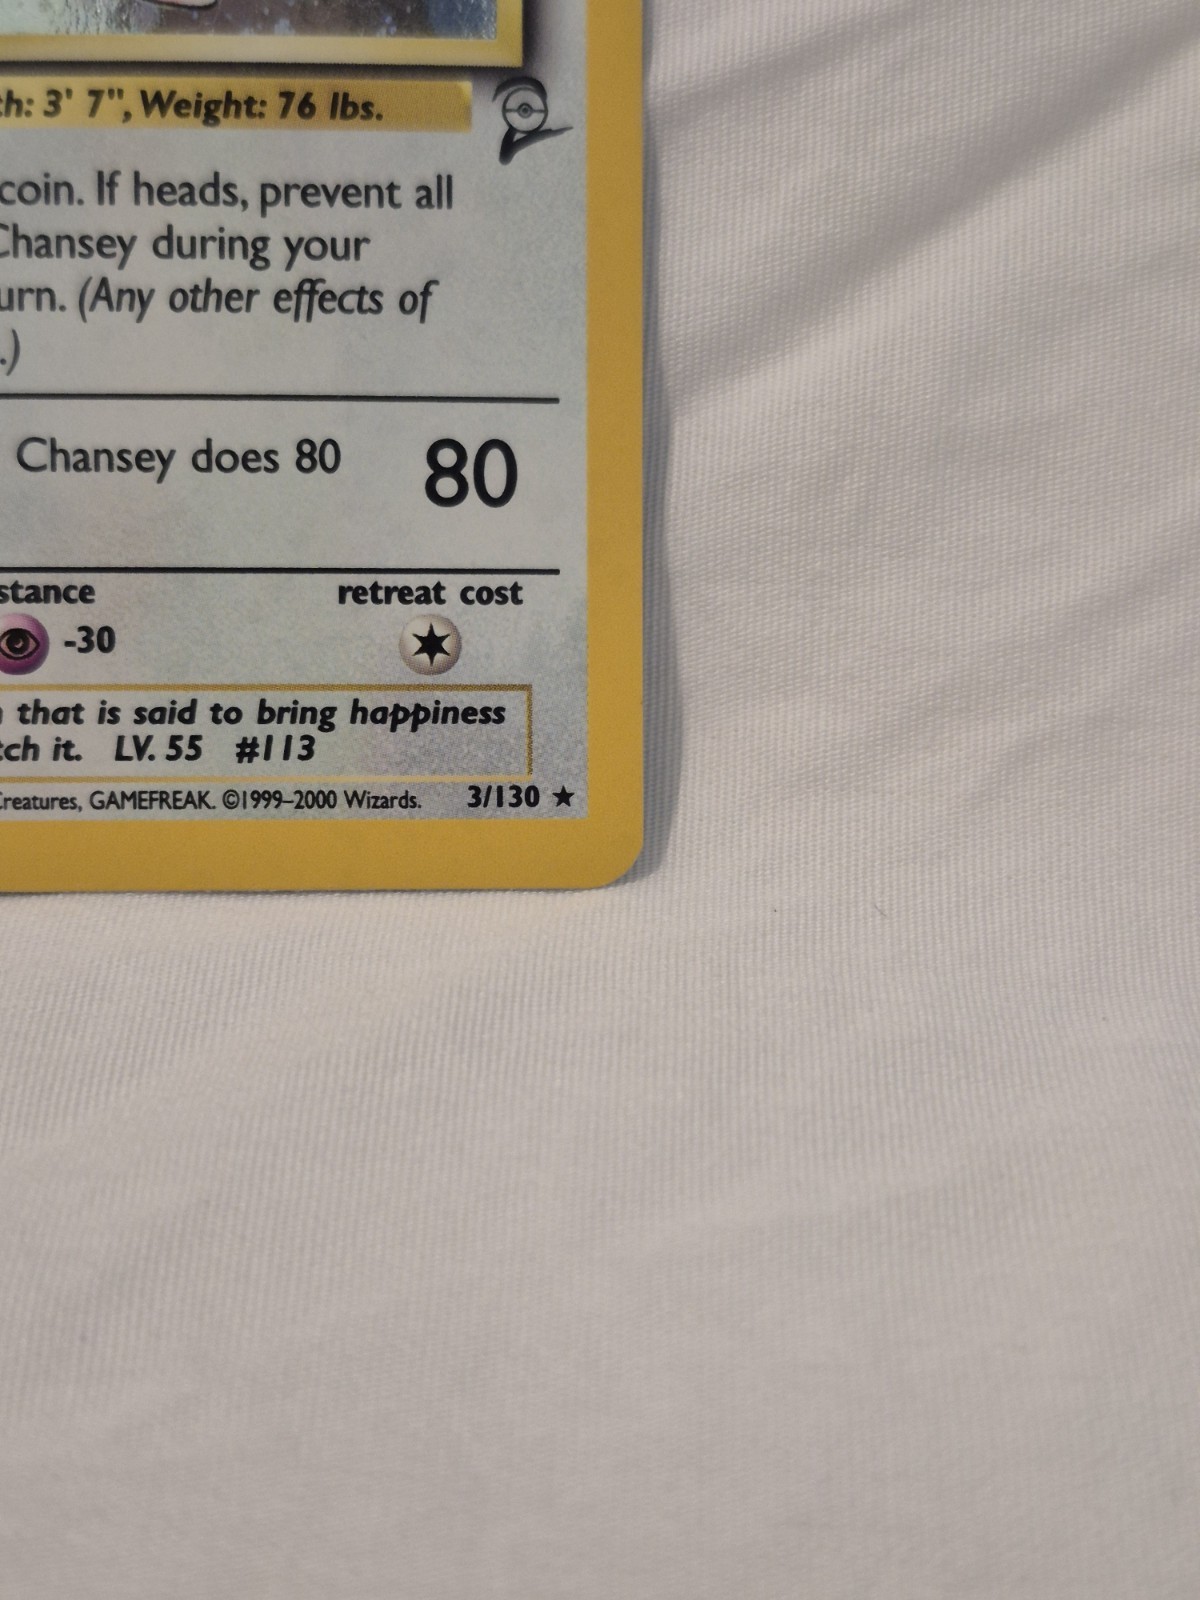 th: 3' 7", Weight: 76 lbs.
coin. If heads, prevent all
Chansey during your
urn. (Any other effects of
.)
Chansey does 80 80
stance retreat cost
-30
that is said to bring happiness
tch it. LV. 55 #113
Creatures, GAMEFREAK. ©1999–2000 Wizards. 3/130 ★